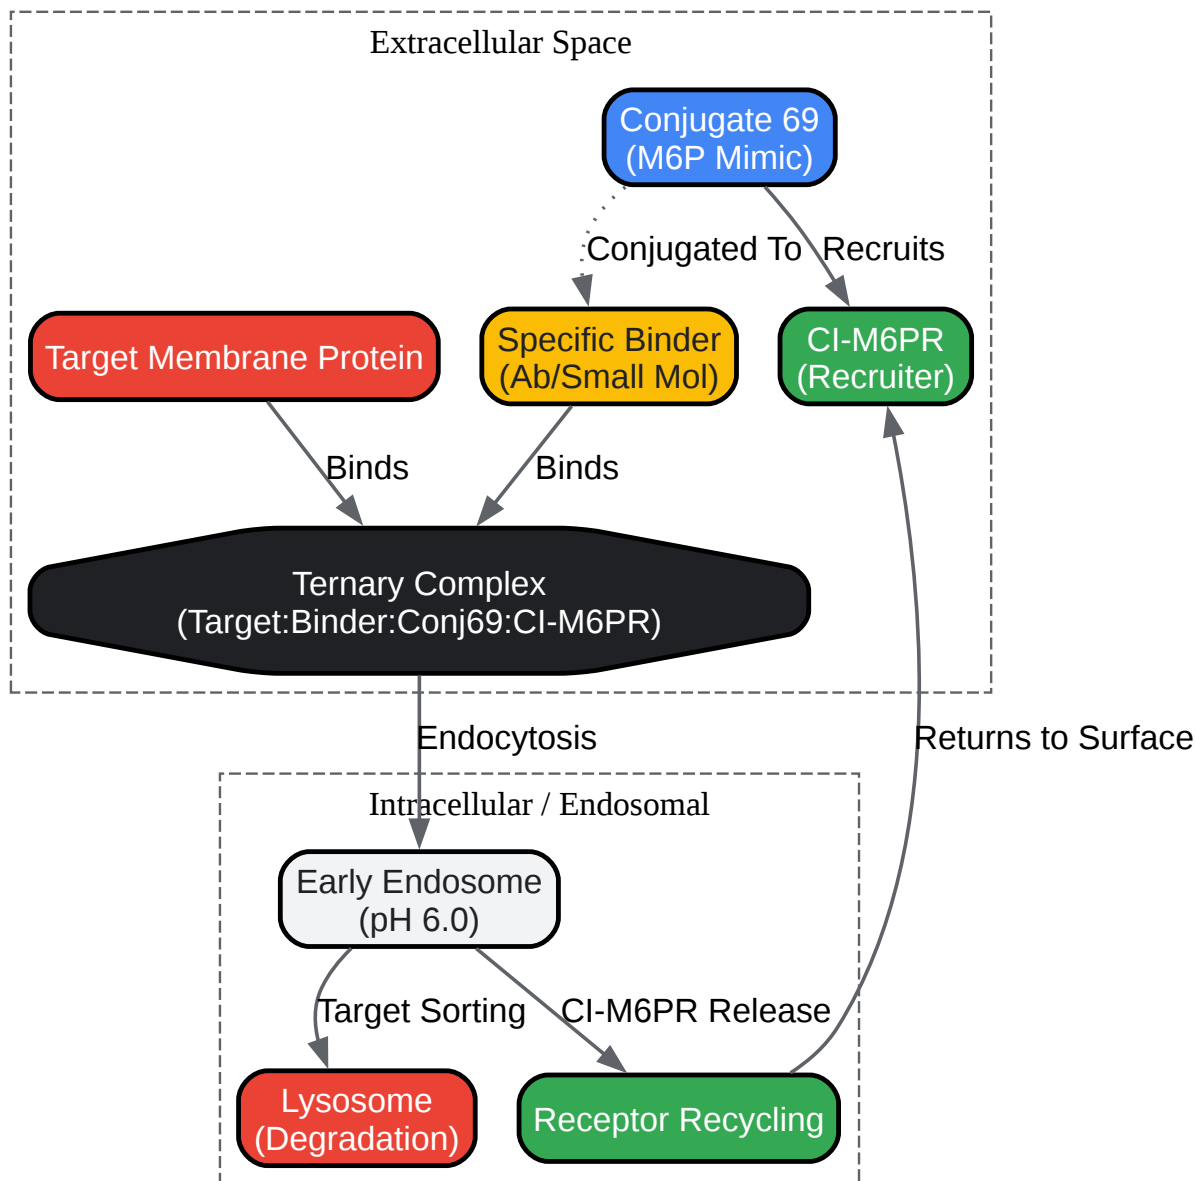 Extracellular Space
Conjugate 69
(M6P Mimic)
Conjugated To
Recruits
Target Membrane Protein
Specific Binder
(Ab/Small Mol)
CI-M6PR
(Recruiter)
Binds
Binds
Ternary Complex
(Target:Binder:Conj69:CI-M6PR)
Endocytosis
Returns to Surface
Intracellular / Endosomal
Early Endosome
(pH 6.0)
Target Sorting
CI-M6PR Release
Lysosome
(Degradation)
Receptor Recycling